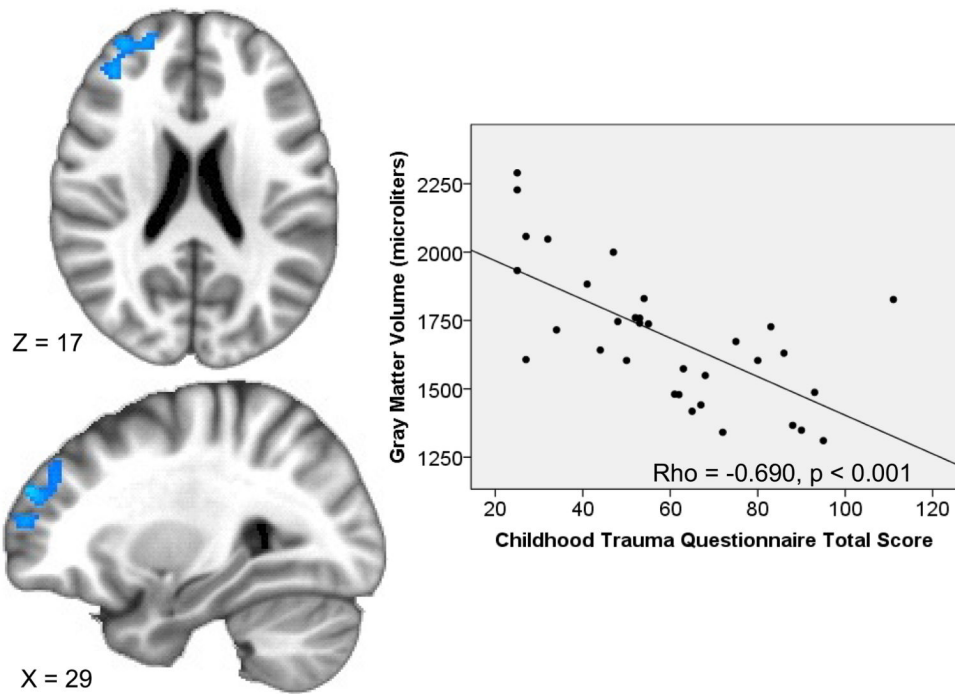 Z = 17
X = 29
Gray Matter Volume (microliters)
2250
2000
1750
1500
1250
Rho = -0.690, p < 0.001
20 40 60 80 100 120
Childhood Trauma Questionnaire Total Score